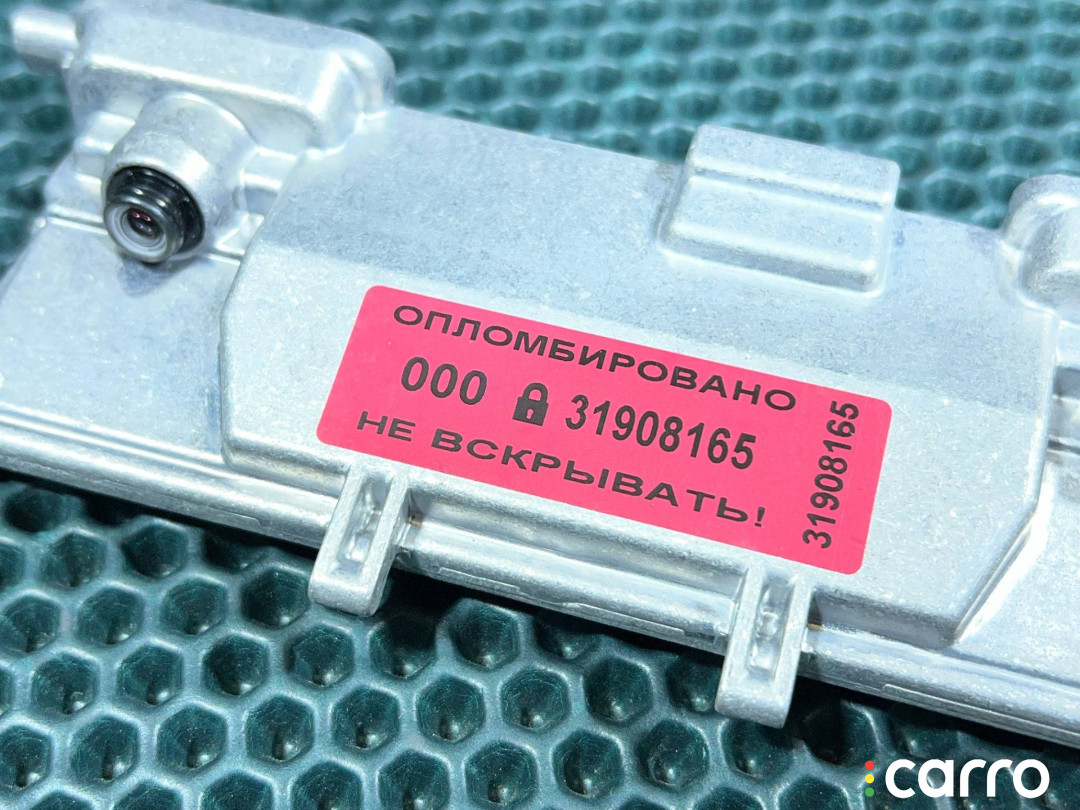 ОПЛОМБИРОВАНО
000 31908165
НЕ ВСКРЫВАТЬ!
31908165
carro